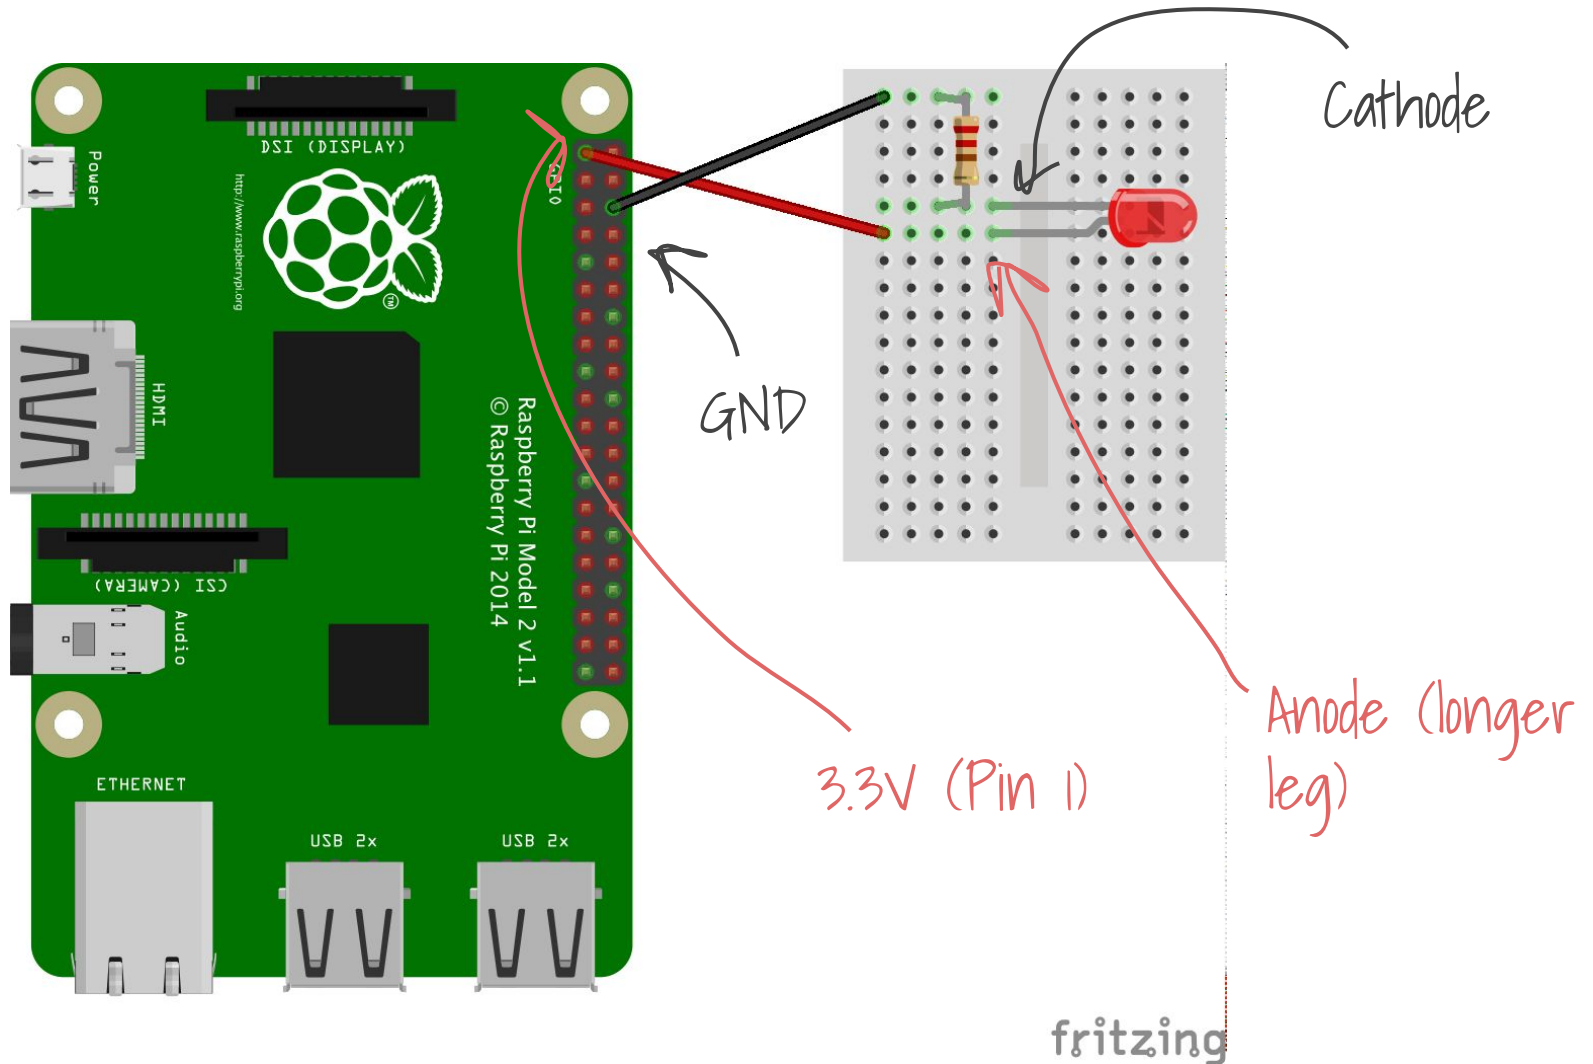 Cathode
DSI (DISPLAY)
Power
GPIO
http://www.raspberrypi.org
TM
GND
HDMI
Raspberry Pi Model 2 v1.1
© Raspberry Pi 2014
CSI (CAMERA)
Audio
Anode (longer
leg)
3.3V (Pin 1)
ETHERNET
USB 2x
USB 2x
fritzing